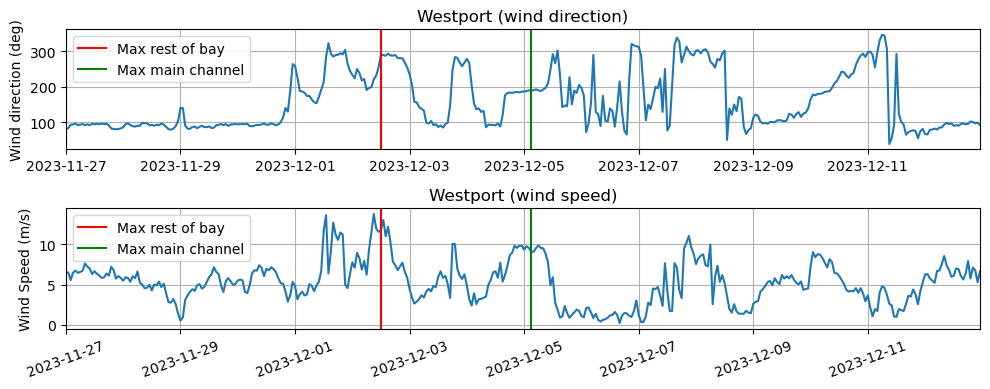 Westport (wind direction)
Wind direction (deg)
300
200
100
Max rest of bay
Max main channel
2023-11-27 2023-11-29 2023-12-01 2023-12-03 2023-12-05 2023-12-07 2023-12-09 2023-12-11
Westport (wind speed)
Wind Speed (m/s)
10
5
0
Max rest of bay
Max main channel
2023-11-27 2023-11-29 2023-12-01 2023-12-03 2023-12-05 2023-12-07 2023-12-09 2023-12-11